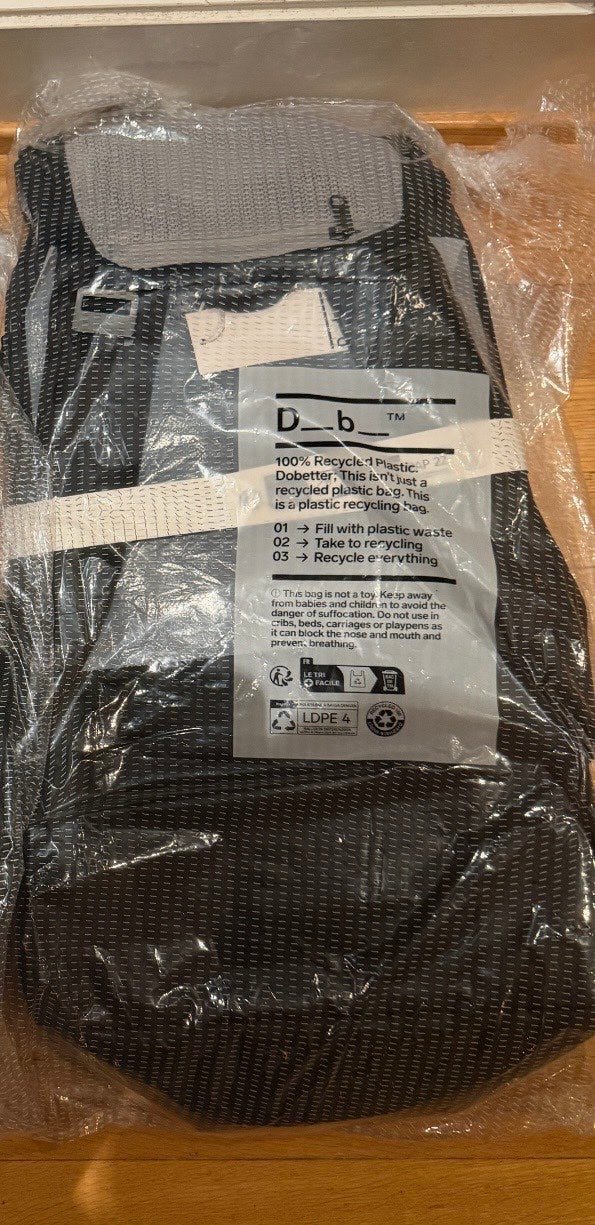 D__b__™
100% Recycled Plastic.
Dobetter; This isn't just a
recycled plastic bag. This
is a plastic recycling bag.
01 → Fill with plastic waste
02 → Take to recycling
03 → Recycle everything
ⓘ This bag is not a toy. Keep away
from babies and children to avoid the
danger of suffocation. Do not use in
cribs, beds, carriages or playpens as
it can block the nose and mouth and
prevent breathing.
FR
LE TRI
+ FACILE
LDPE 4